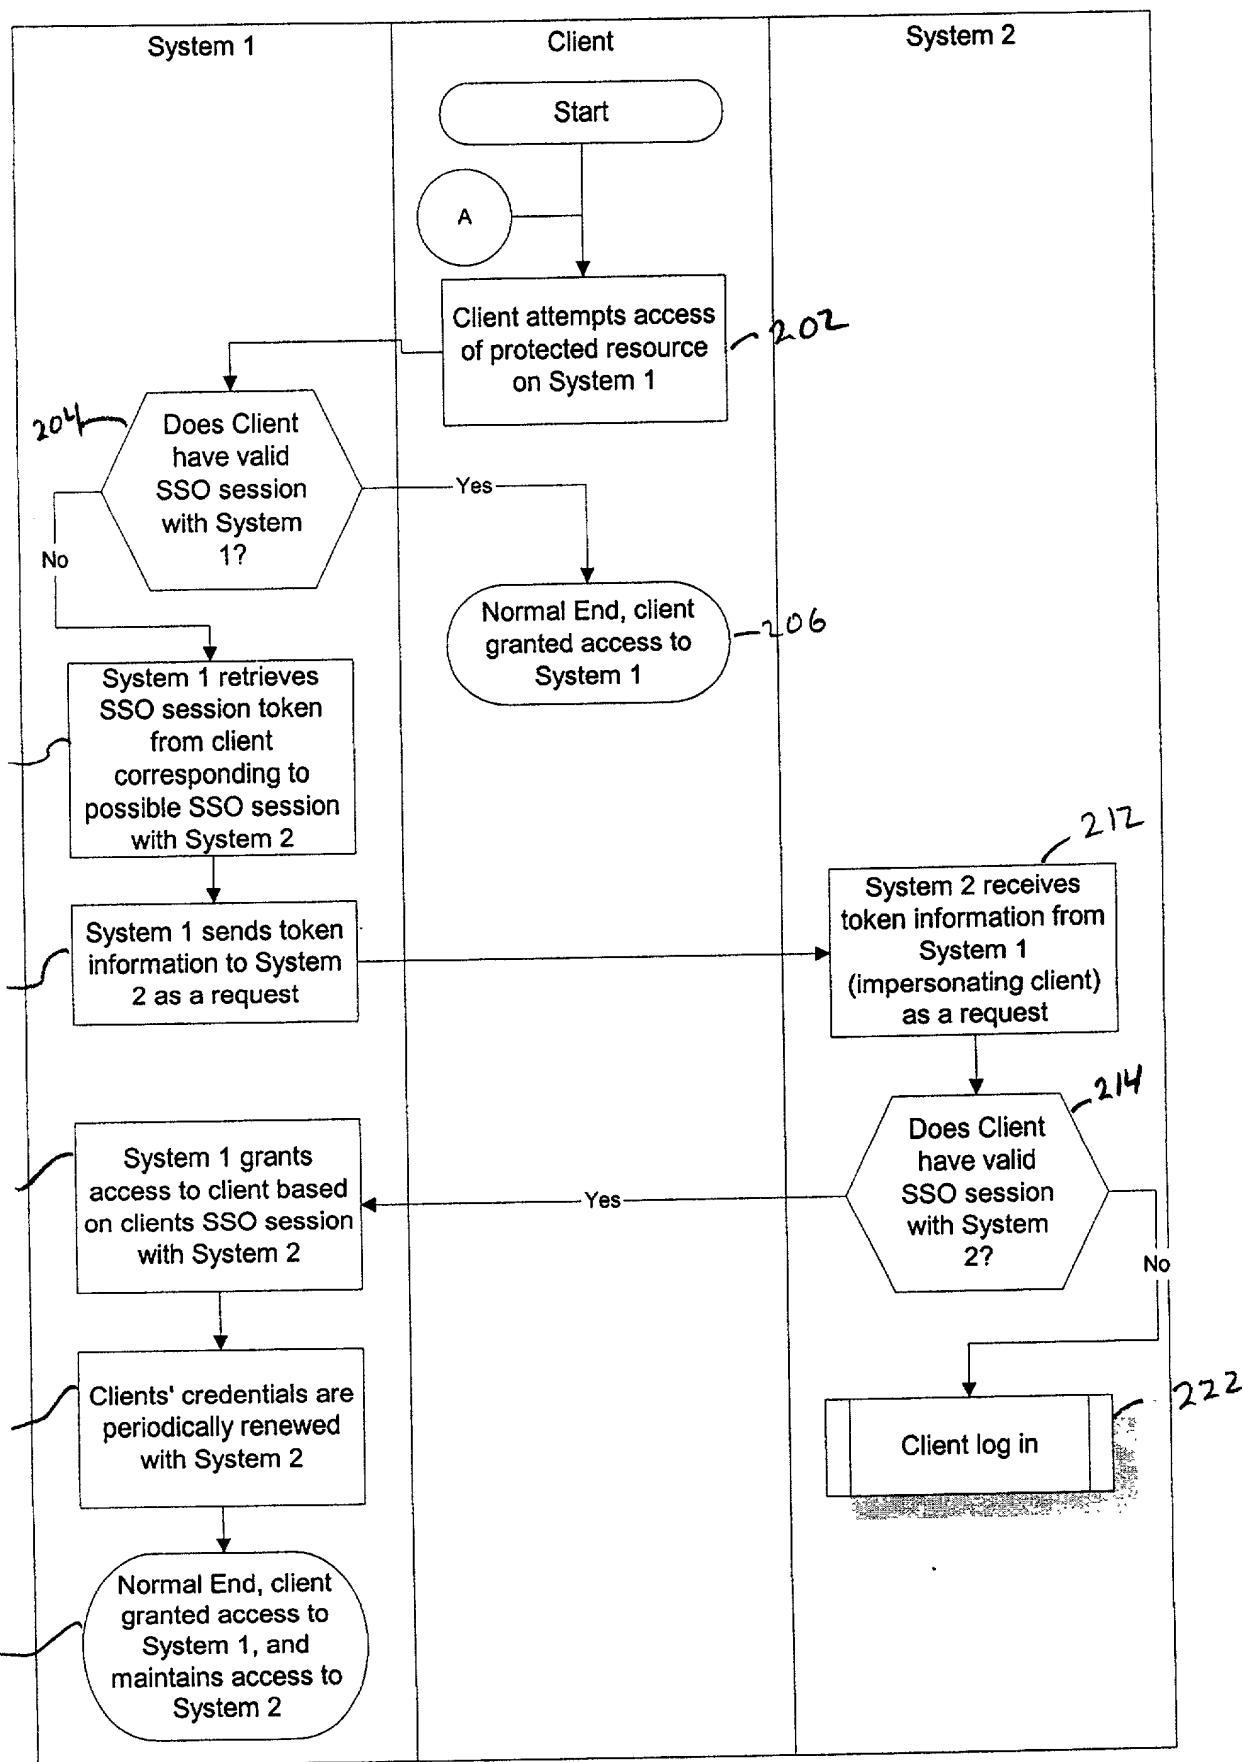 System 1
Client
System 2
Start
A
Client attempts access
of protected resource
on System 1
202
204
Does Client
have valid
SSO session
with System
1?
Yes
No
Normal End, client
granted access to
System 1
206
System 1 retrieves
SSO session token
from client
corresponding to
possible SSO session
with System 2
212
System 1 sends token
information to System
2 as a request
System 2 receives
token information from
System 1
(impersonating client)
as a request
214
Does Client
have valid
SSO session
with System
2?
Yes
No
System 1 grants
access to client based
on clients SSO session
with System 2
Clients' credentials are
periodically renewed
with System 2
Client log in
222
Normal End, client
granted access to
System 1, and
maintains access to
System 2